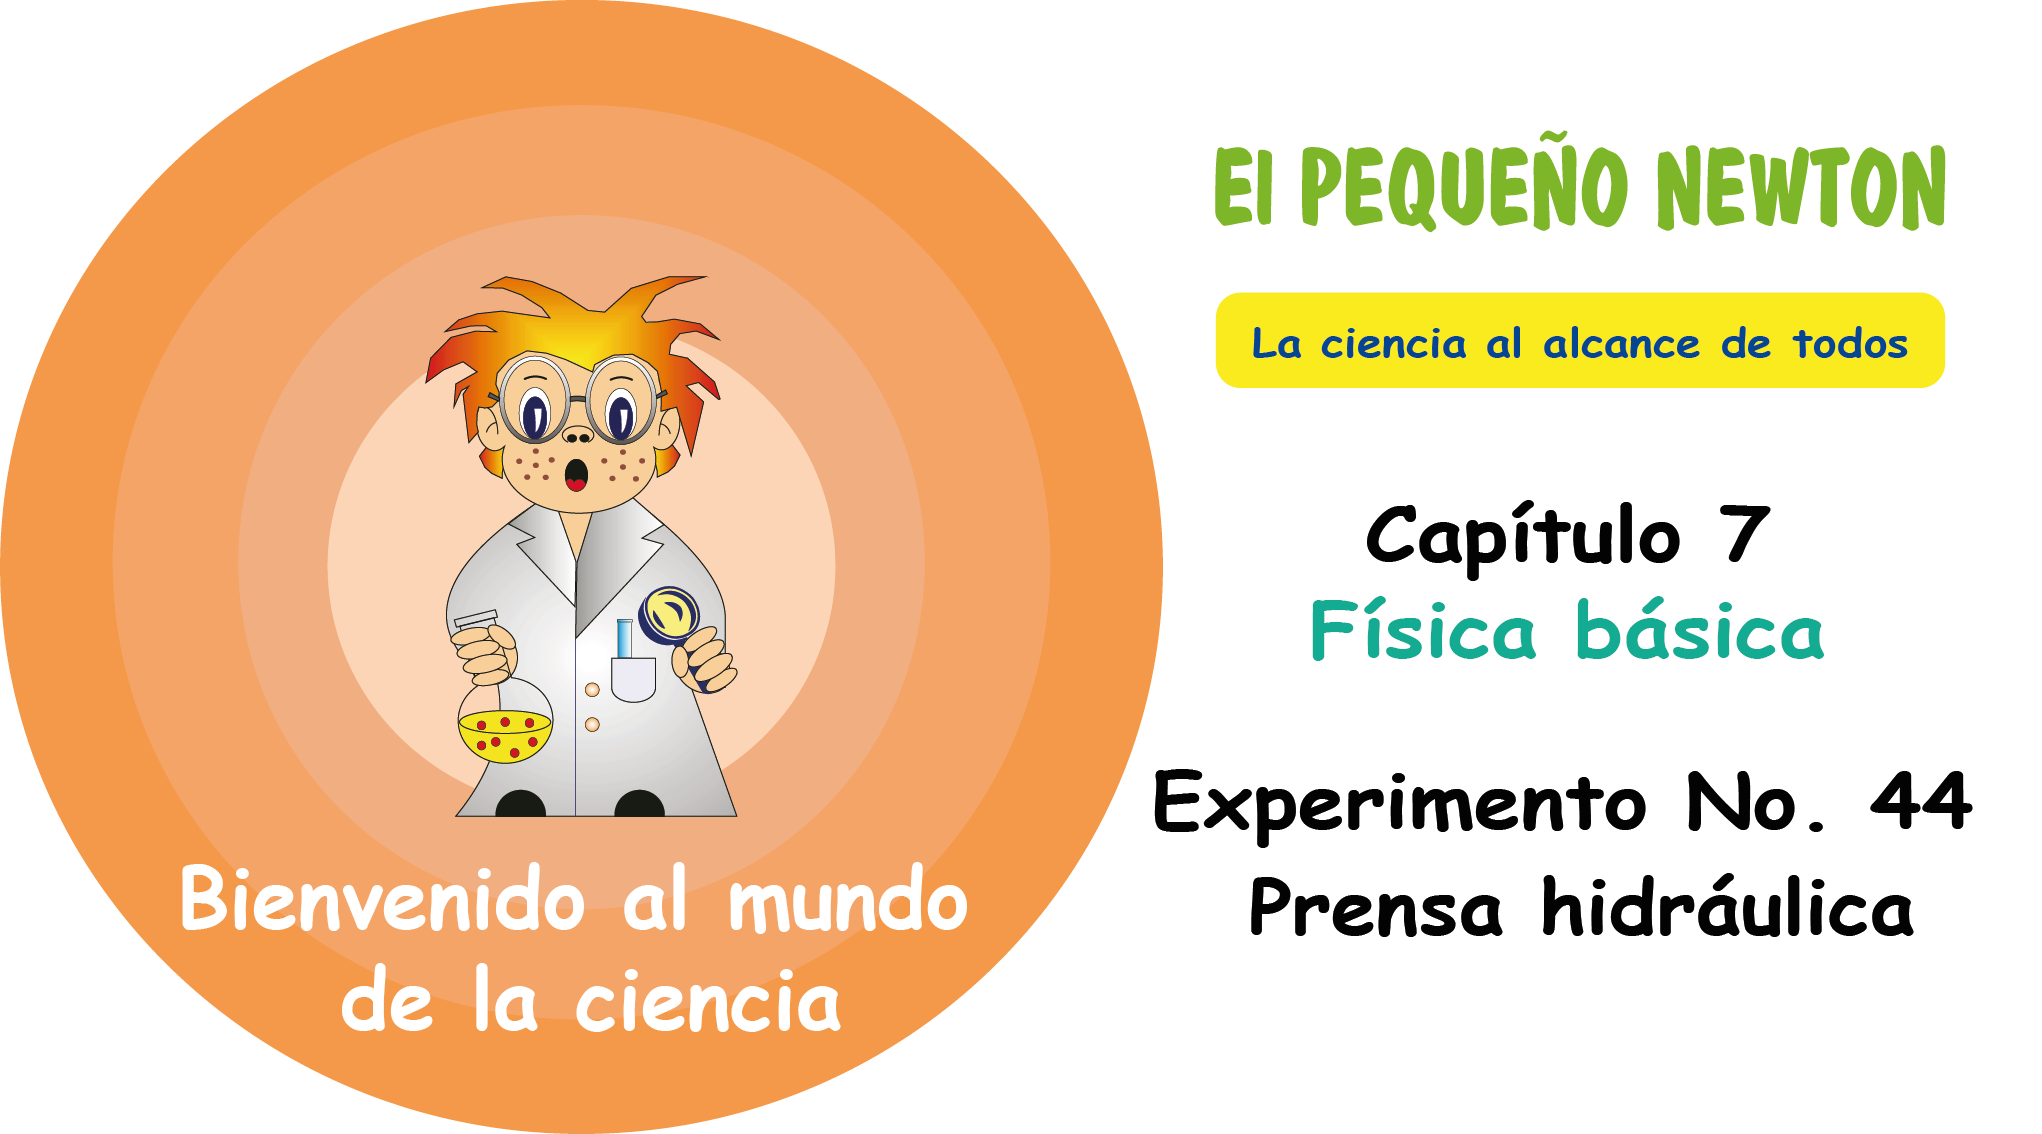 El PEQUEÑO NEWTON
La ciencia al alcance de todos
Capítulo 7
Física básica
Experimento No. 44
Prensa hidráulica
Bienvenido al mundo
de la ciencia